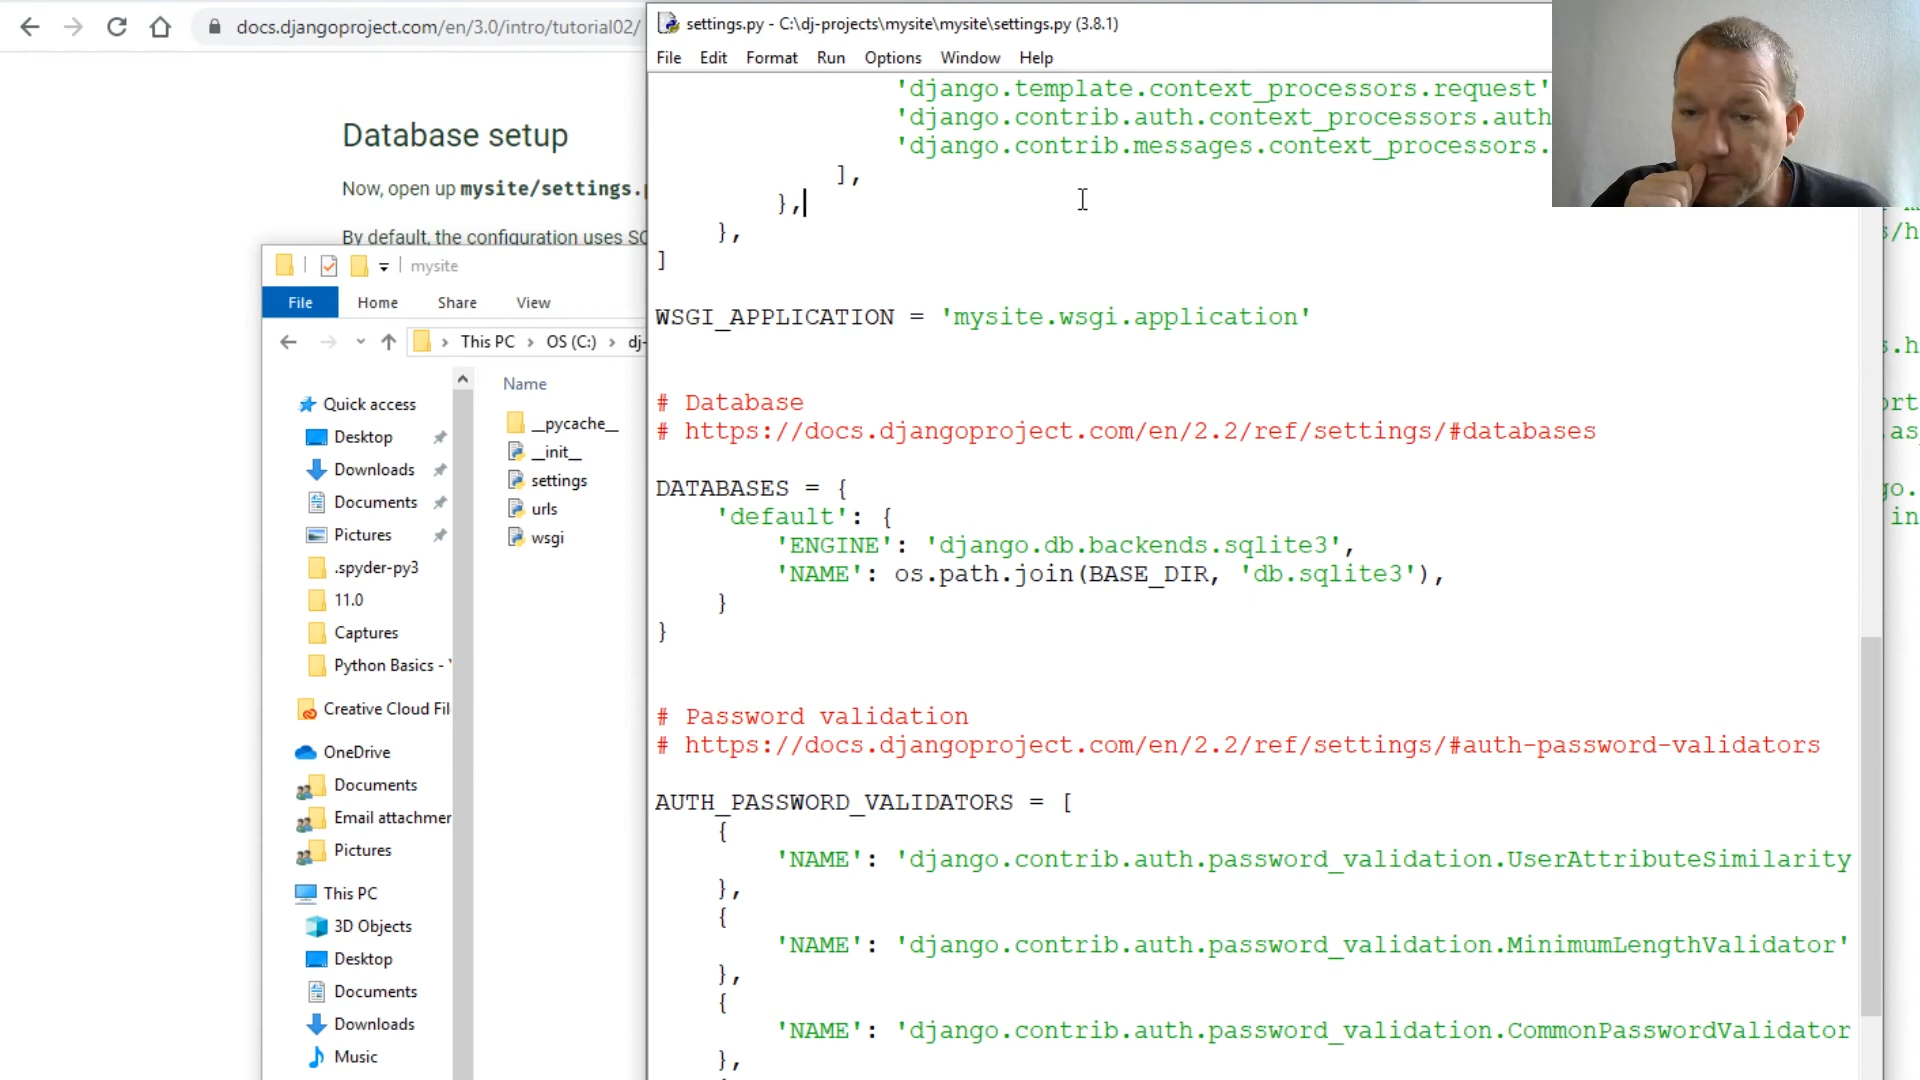 docs.djangoproject.com/en/3.0/intro/tutorial02/
Database setup
Now, open up mysite/settings.
By default, the configuration uses
mysite
File Home Share View
This PC > OS (C:) > dj-
Name
Quick access
Desktop
Downloads
Documents
Pictures
.spyder-py3
11.0
Captures
Python Basics -
Creative Cloud Fil
OneDrive
Documents
Email attachmer
Pictures
This PC
3D Objects
Desktop
Documents
Downloads
Music
__pycache__
__init__
settings
urls
wsgi
settings.py - C:\dj-projects\mysite\mysite\settings.py (3.8.1)
File Edit Format Run Options Window Help
'django.template.context_processors.request'
'django.contrib.auth.context_processors.auth
'django.contrib.messages.context_processors.
],
},
},
]
WSGI_APPLICATION = 'mysite.wsgi.application'
# Database
# https://docs.djangoproject.com/en/2.2/ref/settings/#databases
DATABASES = {
'default': {
'ENGINE': 'django.db.backends.sqlite3',
'NAME': os.path.join(BASE_DIR, 'db.sqlite3'),
}
}
# Password validation
# https://docs.djangoproject.com/en/2.2/ref/settings/#auth-password-validators
AUTH_PASSWORD_VALIDATORS = [
{
'NAME': 'django.contrib.auth.password_validation.UserAttributeSimilarity
},
{
'NAME': 'django.contrib.auth.password_validation.MinimumLengthValidator'
},
{
'NAME': 'django.contrib.auth.password_validation.CommonPasswordValidator
},
s/h
s.h
ort
.as
go.
in